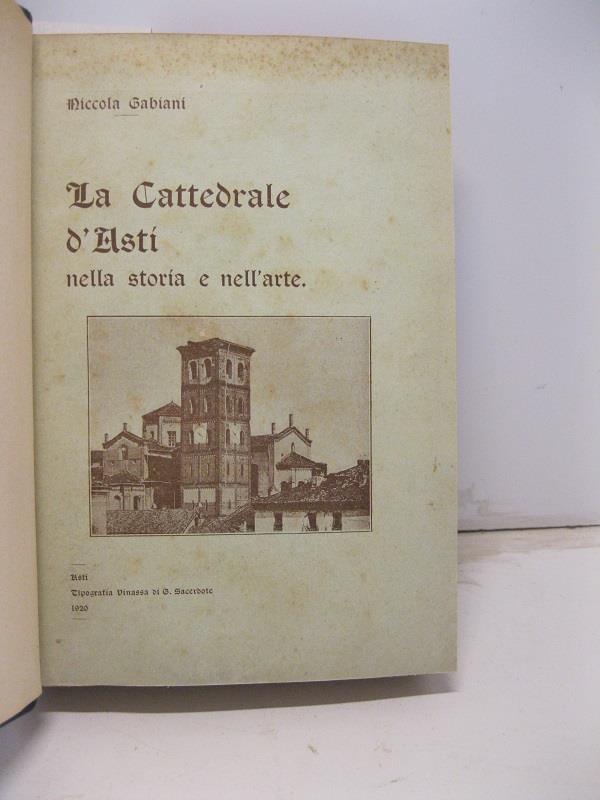 Niccola Gabiani
La Cattedrale
d'Asti
nella storia e nell'arte.
Asti
Tipografia Vinassa di G. Sacerdote
1920